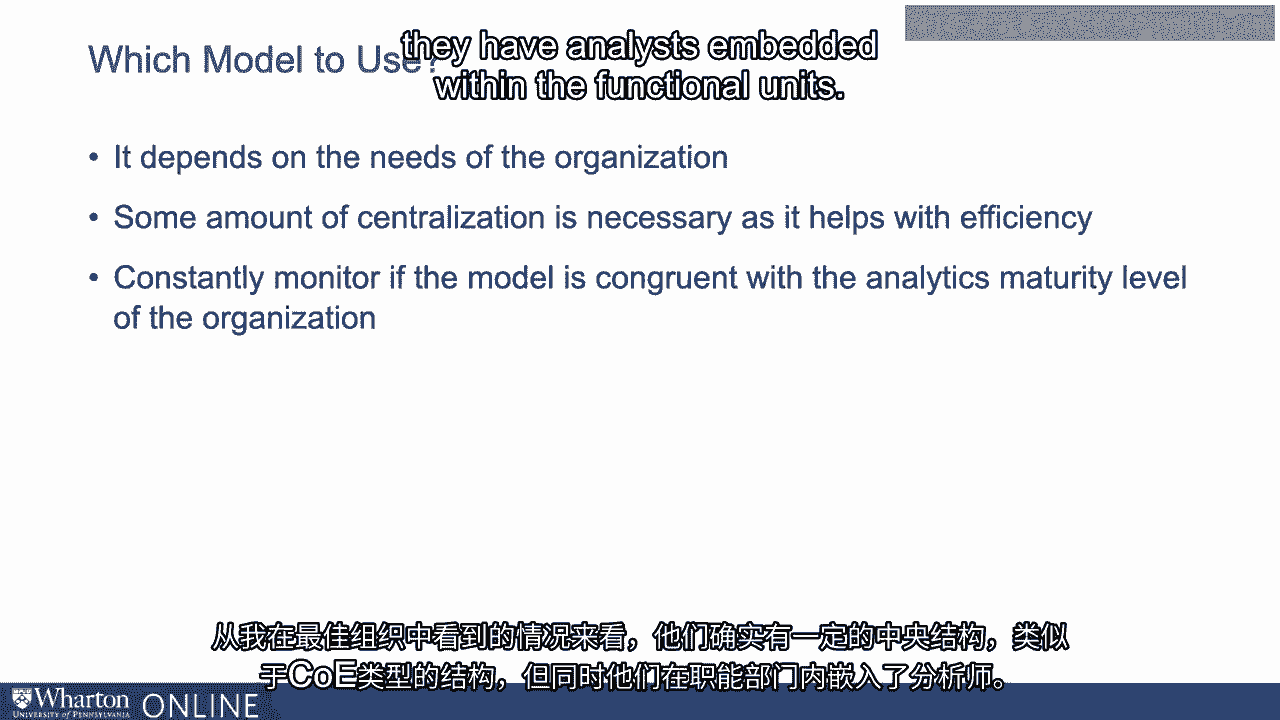 they have analysts embedded
Which Model to Use?
within the functional units.
• It depends on the needs of the organization
• Some amount of centralization is necessary as it helps with efficiency
• Constantly monitor if the model is congruent with the analytics maturity level
of the organization
从我在最佳组织中看到的情况来看，他们确实有一定的中央结构，类似
于CoE类型的结构，但同时他们在职能部门内嵌入了分析师。
Wharton ONLINE
UNIVERSITY of PENNSYLVANIA